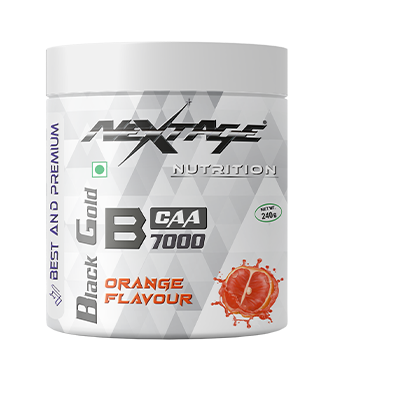 NEXTAGE
NUTRITION
BEST AND PREMIUM
Black Gold
BCAA
7000
NET WT.
240g
ORANGE
FLAVOUR